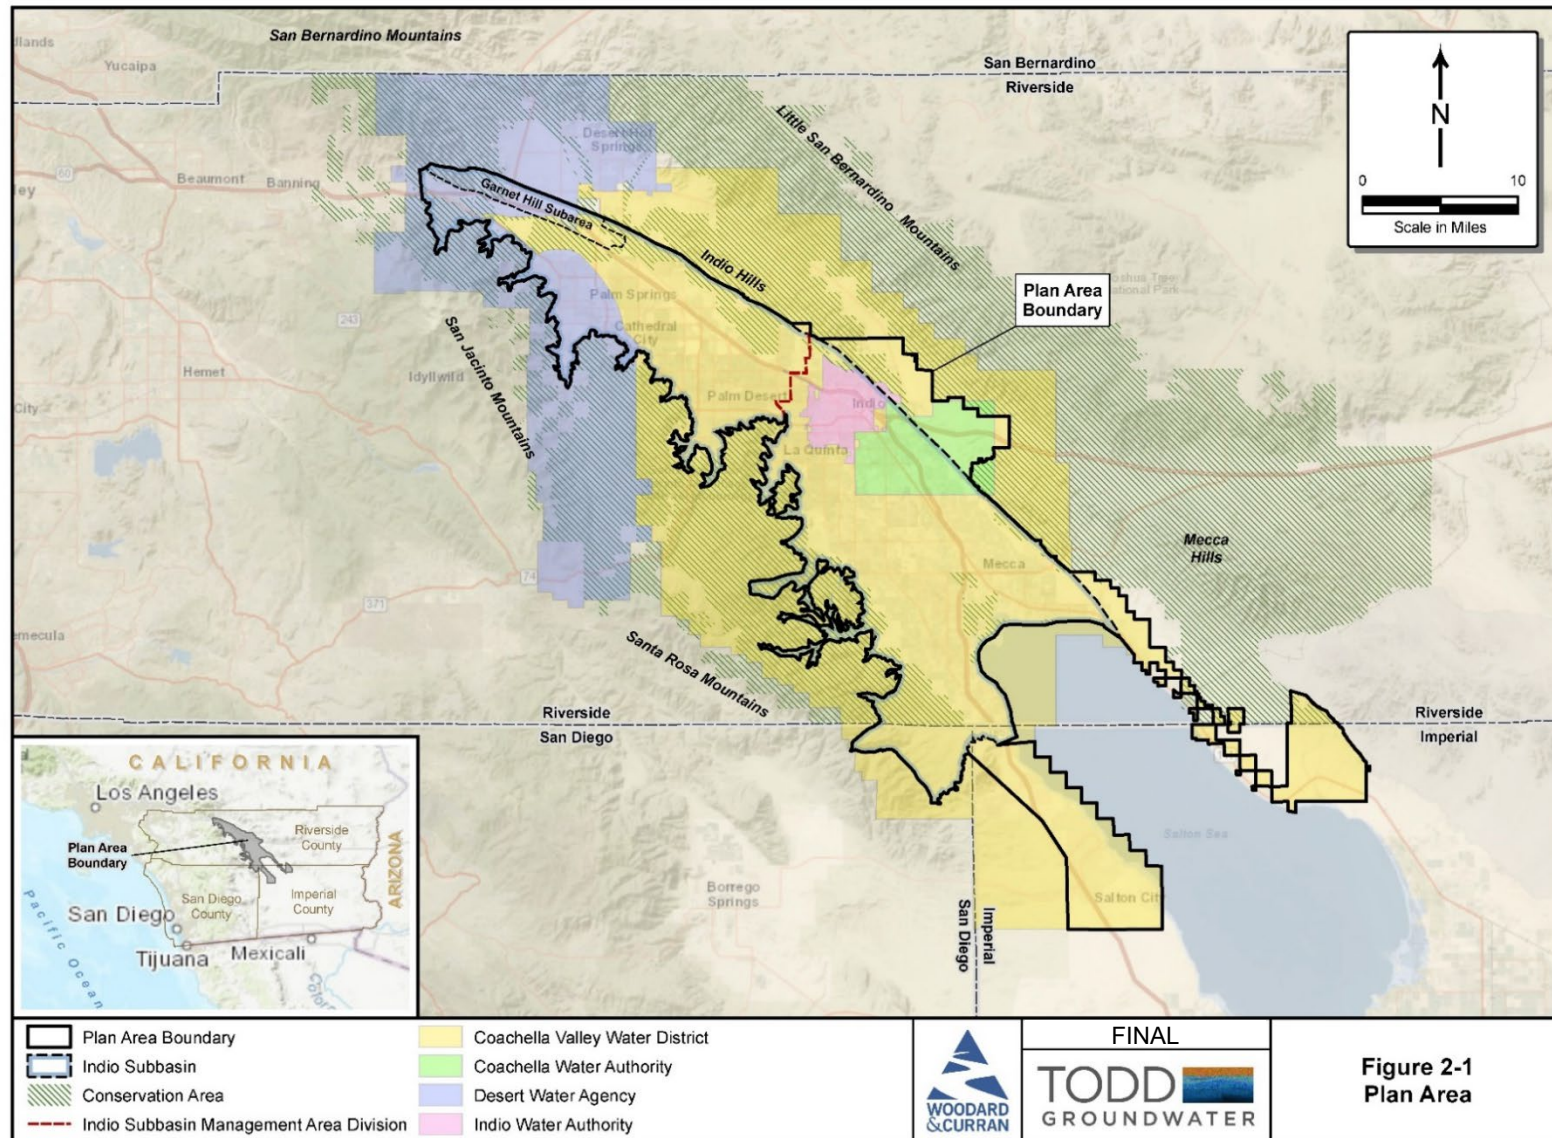 San Bernardino Mountains
San Bernardino
Riverside
N
0 10
Scale in Miles
Yucaipa
Desert Hot
Springs
Little San Bernardino Mountains
60
Beaumont
Banning
Garnet Hill Subarea
Indio Hills
Plan Area
Boundary
Palm Springs
Cathedral
City
243
San Jacinto Mountains
Hemet
Idyllwild
Palm Desert
Indio
La Quinta
City
Mecca
Hills
Mecca
74
371
Santa Rosa Mountains
Riverside
San Diego
Riverside
Imperial
Salton Sea
Borrego
Springs
Salton City
San Diego
Imperial
CALIFORNIA
Los Angeles
Riverside
County
Plan Area
Boundary
ARIZONA
San Diego
County
Imperial
County
San Diego
Pacific Ocean
Tijuana
Mexicali
Plan Area Boundary
Indio Subbasin
Conservation Area
Indio Subbasin Management Area Division
Coachella Valley Water District
Coachella Water Authority
Desert Water Agency
Indio Water Authority
WOODARD
&CURRAN
FINAL
TODD
GROUNDWATER
Figure 2-1
Plan Area